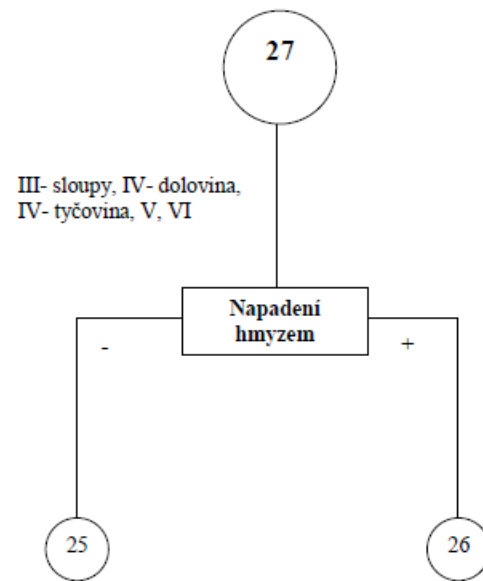 27
III- sloupy, IV- dolovina,
IV- tyčovina, V, VI
Napadení
hmyzem
- +
25 26